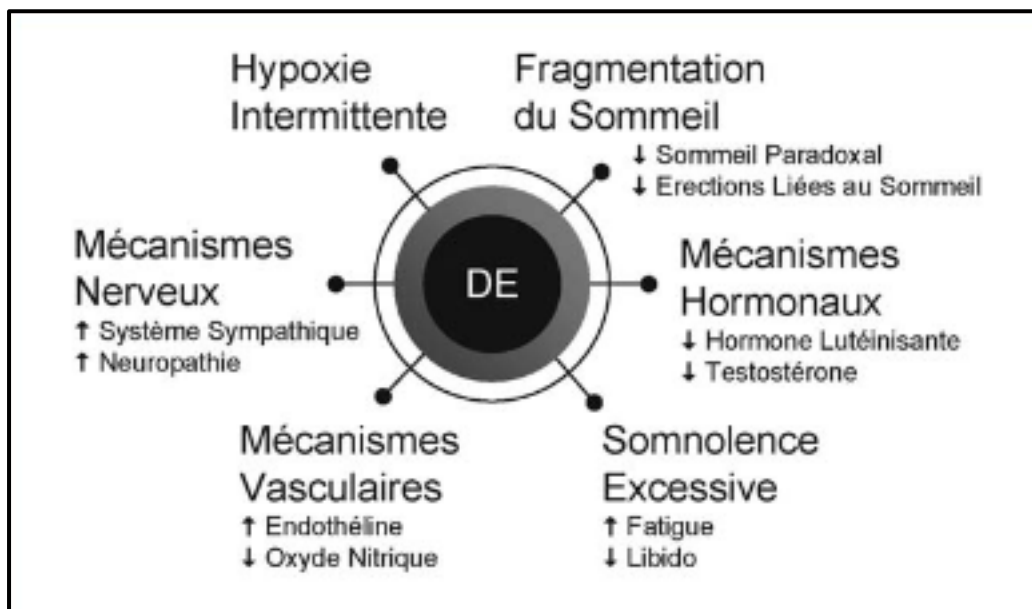 Hypoxie
Intermittente
Fragmentation
du Sommeil
↓ Sommeil Paradoxal
↓ Erections Liées au Sommeil
Mécanismes
Nerveux
↑ Système Sympathique
↑ Neuropathie
DE
Mécanismes
Hormonaux
↓ Hormone Lutéinisante
↓ Testostérone
Mécanismes
Vasculaires
↑ Endothéline
↓ Oxyde Nitrique
Somnolence
Excessive
↑ Fatigue
↓ Libido